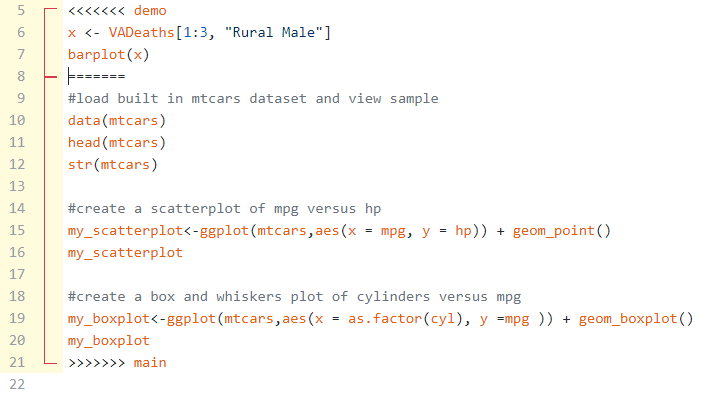 5 <<<<<<< demo
6 x <- VADeaths[1:3, "Rural Male"]
7 barplot(x)
8 =======
9 #load built in mtcars dataset and view sample
10 data(mtcars)
11 head(mtcars)
12 str(mtcars)
13
14 #create a scatterplot of mpg versus hp
15 my_scatterplot<-ggplot(mtcars,aes(x = mpg, y = hp)) + geom_point()
16 my_scatterplot
17
18 #create a box and whiskers plot of cylinders versus mpg
19 my_boxplot<-ggplot(mtcars,aes(x = as.factor(cyl), y =mpg )) + geom_boxplot()
20 my_boxplot
21 >>>>>>> main
22